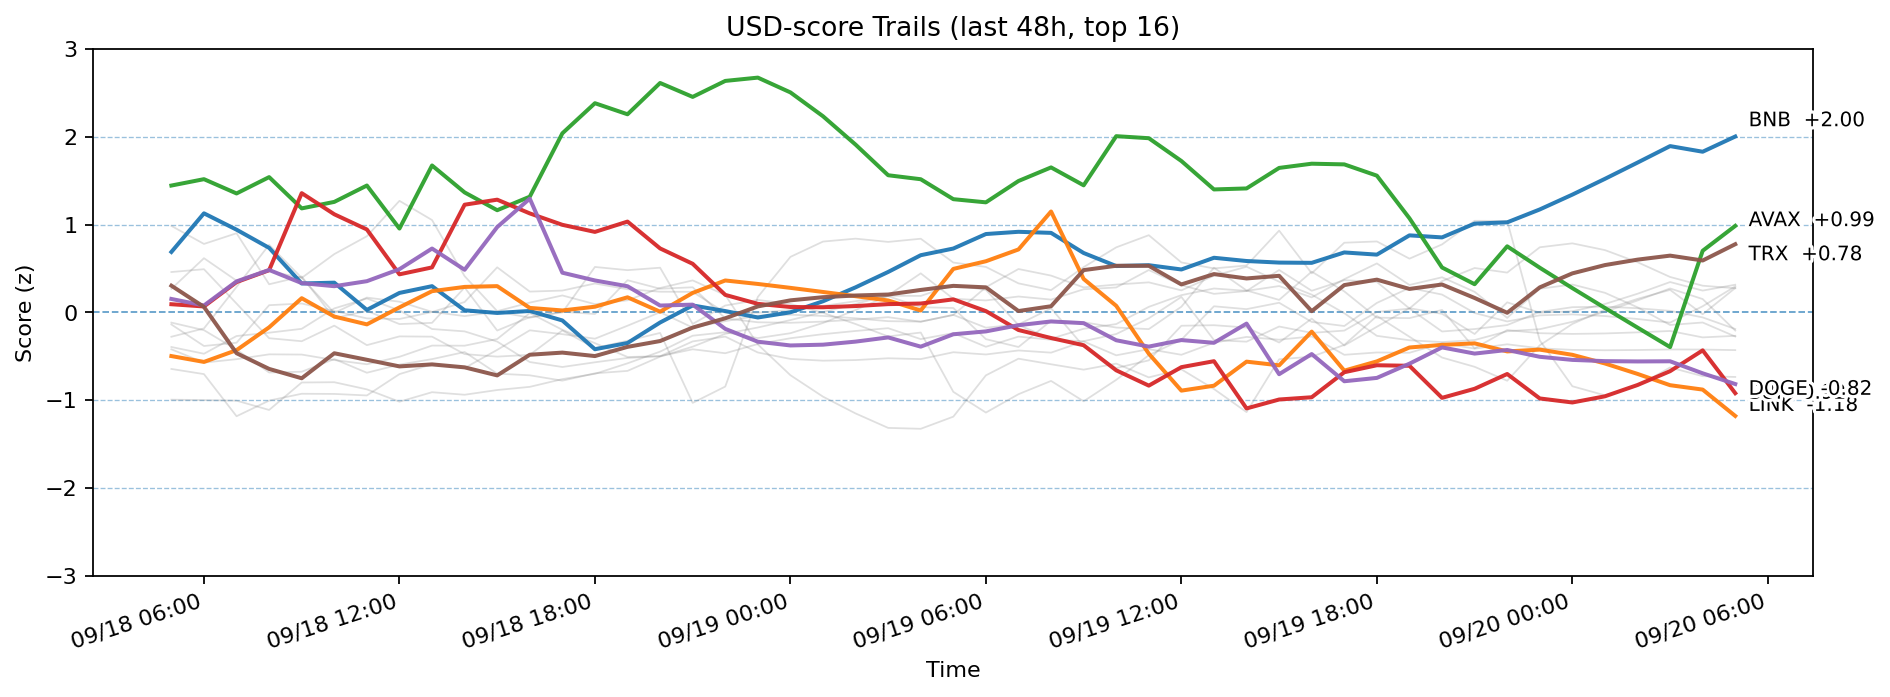 USD-score Trails (last 48h, top 16)
Score (z)
3
2
1
0
−1
−2
−3
BNB +2.00
AVAX +0.99
TRX +0.78
DOGE -0.82
LINK -1.18
09/18 06:00
09/18 12:00
09/18 18:00
09/19 00:00
09/19 06:00
09/19 12:00
09/19 18:00
09/20 00:00
09/20 06:00
Time